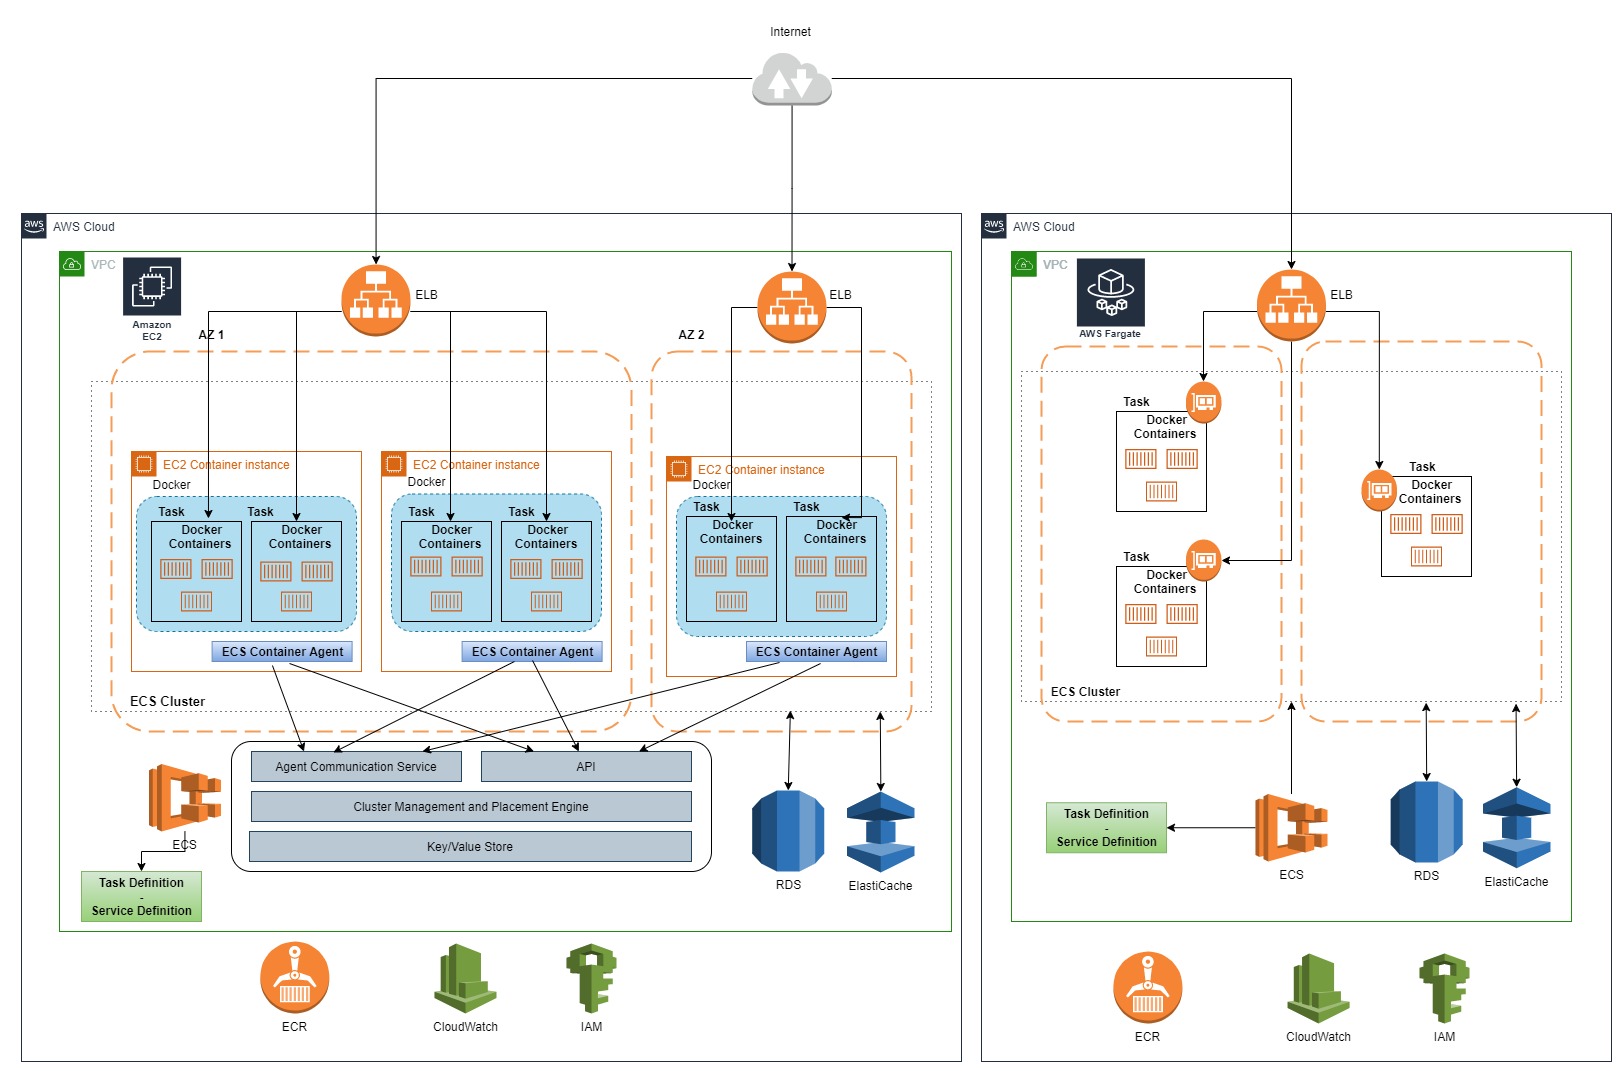 Internet
aws
AWS Cloud
VPC
Amazon
EC2
ELB
ELB
AZ 1
AZ 2
EC2 Container instance
Docker
Task
Task
Docker
Containers
Docker
Containers
ECS Container Agent
EC2 Container instance
Docker
Task
Task
Docker
Containers
Docker
Containers
ECS Container Agent
EC2 Container instance
Docker
Task
Task
Docker
Containers
Docker
Containers
ECS Container Agent
ECS Cluster
Agent Communication Service
API
Cluster Management and Placement Engine
Key/Value Store
ECS
Task Definition
-
Service Definition
RDS
ElastiCache
ECR
CloudWatch
IAM
aws
AWS Cloud
VPC
AWS Fargate
ELB
Task
Docker
Containers
Task
Docker
Containers
Task
Docker
Containers
ECS Cluster
Task Definition
-
Service Definition
ECS
RDS
ElastiCache
ECR
CloudWatch
IAM